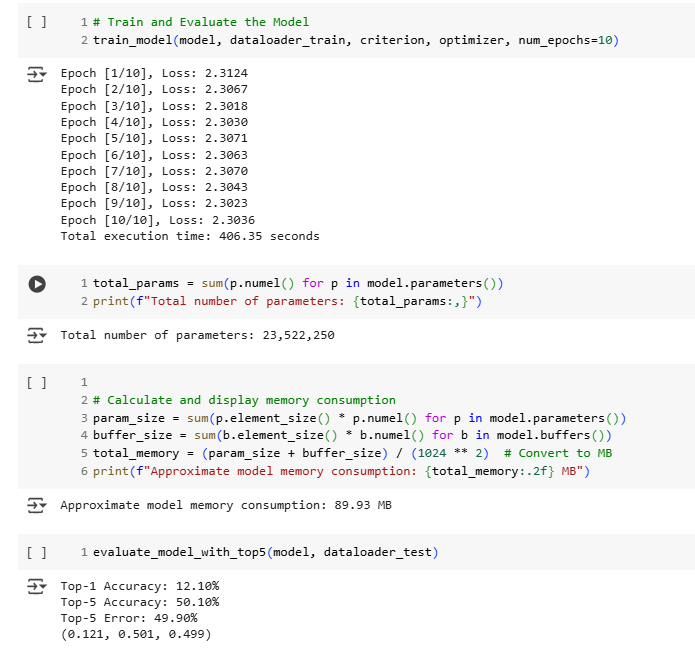 [ ] 1 # Train and Evaluate the Model
2 train_model(model, dataloader_train, criterion, optimizer, num_epochs=10)
Epoch [1/10], Loss: 2.3124
Epoch [2/10], Loss: 2.3067
Epoch [3/10], Loss: 2.3018
Epoch [4/10], Loss: 2.3030
Epoch [5/10], Loss: 2.3071
Epoch [6/10], Loss: 2.3063
Epoch [7/10], Loss: 2.3070
Epoch [8/10], Loss: 2.3043
Epoch [9/10], Loss: 2.3023
Epoch [10/10], Loss: 2.3036
Total execution time: 406.35 seconds
1 total_params = sum(p.numel() for p in model.parameters())
2 print(f"Total number of parameters: {total_params:,}")
Total number of parameters: 23,522,250
[ ] 1
2 # Calculate and display memory consumption
3 param_size = sum(p.element_size() * p.numel() for p in model.parameters())
4 buffer_size = sum(b.element_size() * b.numel() for b in model.buffers())
5 total_memory = (param_size + buffer_size) / (1024 ** 2)  # Convert to MB
6 print(f"Approximate model memory consumption: {total_memory:.2f} MB")
Approximate model memory consumption: 89.93 MB
[ ] 1 evaluate_model_with_top5(model, dataloader_test)
Top-1 Accuracy: 12.10%
Top-5 Accuracy: 50.10%
Top-5 Error: 49.90%
(0.121, 0.501, 0.499)